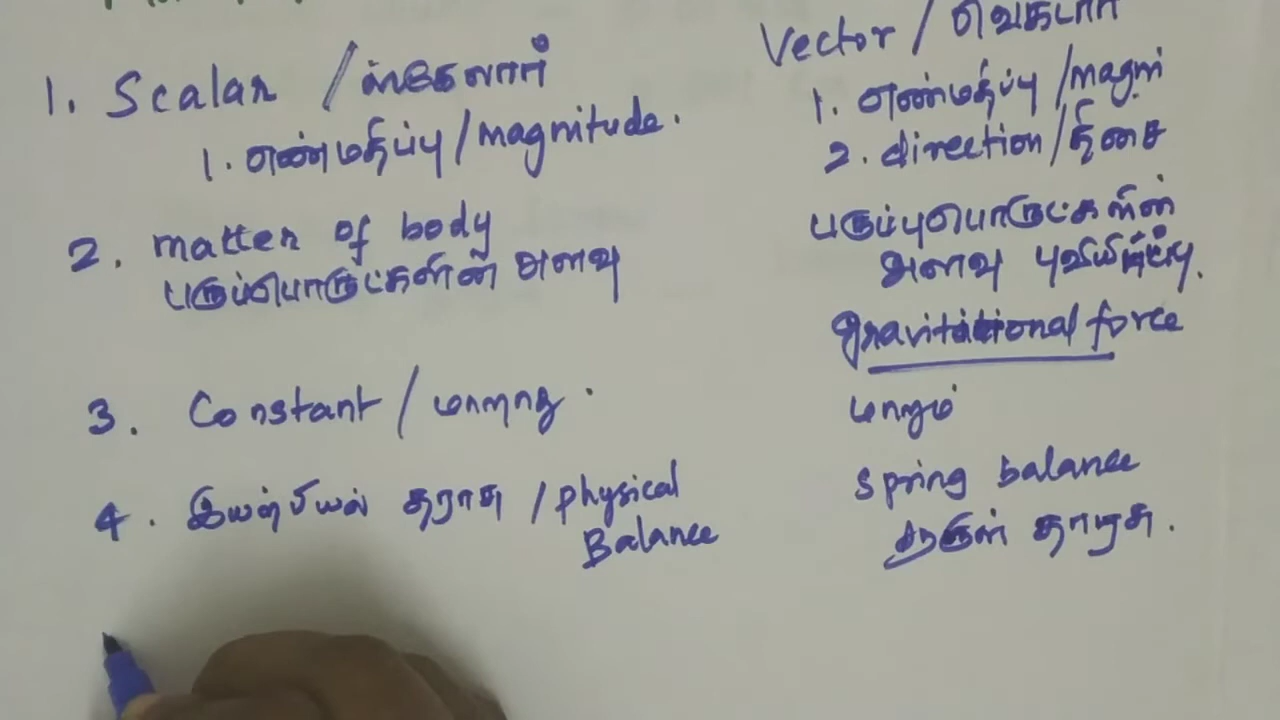 1. Scalar / ஸ்கேலார்
1. எண்மதிப்பு / magnitude.
2. matter of body
பருப்பொருட்களின் அளவு
3. Constant / மாறாது.
4. இயற்பியல் தராசு / physical
Balance
Vector / வெக்டார்
1. எண்மதிப்பு / magni
2. direction / திசை
பருப்புபொருட்களின்
அளவு புவியீர்ப்பு.
gravitational force
மாறும்
spring balance
சுருள் தராசு.